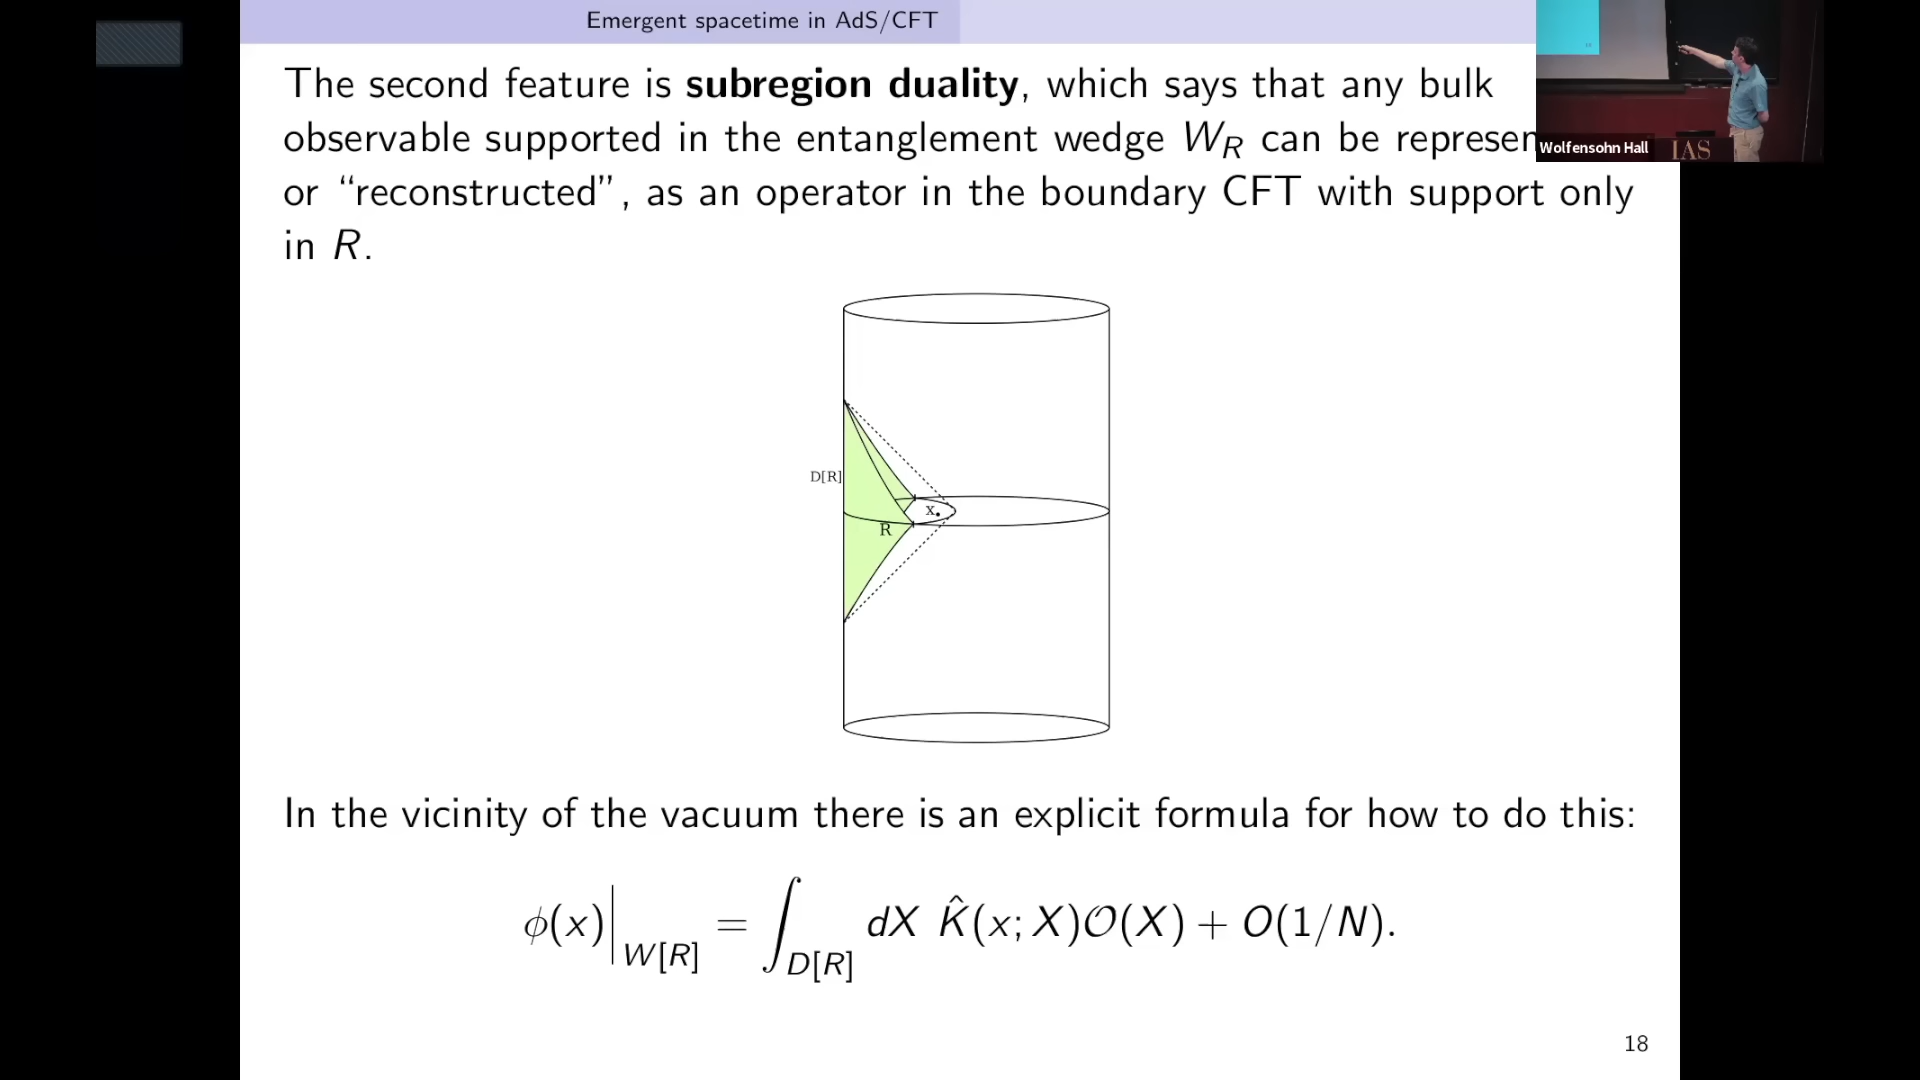 Emergent spacetime in AdS/CFT
The second feature is subregion duality, which says that any bulk
observable supported in the entanglement wedge W_R can be represen
or “reconstructed”, as an operator in the boundary CFT with support only
in R.
Wolfensohn Hall
IAS
D[R]
x
R
In the vicinity of the vacuum there is an explicit formula for how to do this:
ϕ(x)|_{W[R]} = ∫_{D[R]} dX K̂(x; X)𝒪(X) + O(1/N).
18